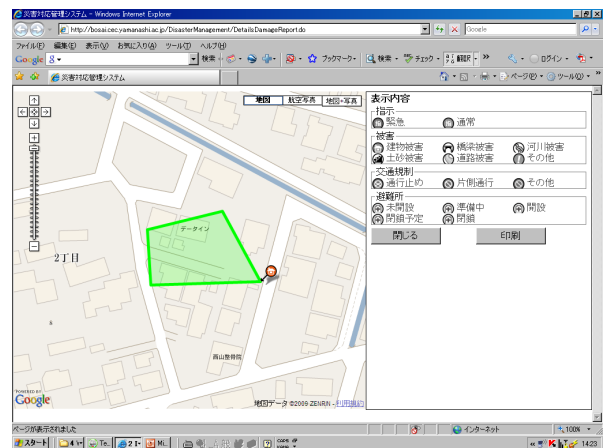 災害対応管理システム - Windows Internet Explorer
http://bosai.cec.yamanashi.ac.jp/DisasterManagement/DetailsDamageReport.do
Google
ファイル(F) 編集(E) 表示(V) お気に入り(A) ツール(T) ヘルプ(H)
Google 検索 ブックマーク 検索 チェック 翻訳 ログイン
災害対応管理システム ページ(P) ツール(O)
地図 航空写真 地図+写真
データイン
2丁目
西山整骨院
POWERED BY
Google
地図データ ©2009 ZENRIN - 利用規約
表示内容
指示
緊急 通常
被害
建物被害 橋梁被害 河川被害
土砂被害 道路被害 その他
交通規制
通行止め 片側通行 その他
避難所
未開設 準備中 開設
閉鎖予定 閉鎖
閉じる 印刷
ページが表示されました インターネット 100%
スタート CAPS KANA 14:23